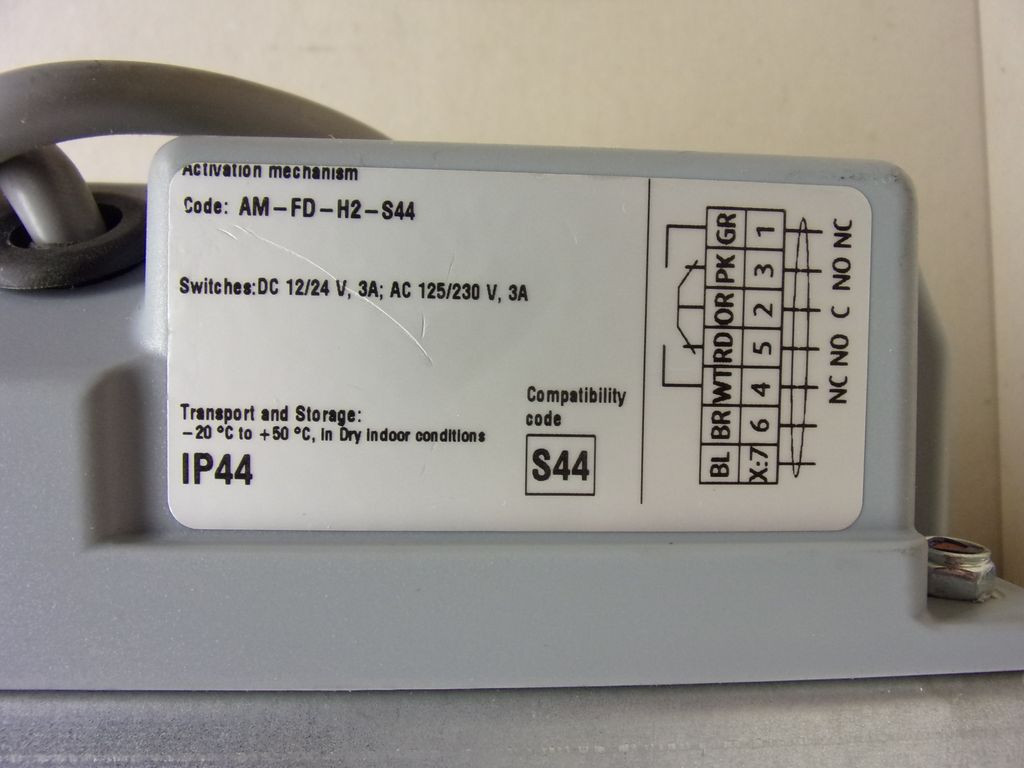 Activation mechanism
Code: AM-FD-H2-S44
Switches:DC 12/24 V, 3A; AC 125/230 V, 3A
Transport and Storage:
-20 °C to +50 °C, in Dry indoor conditions
IP44
Compatibility
code
S44
GR 1 NC
PK 3 NO
OR 2 C
RD 5 NO
WT 4 NC
BR 6
BL X:7